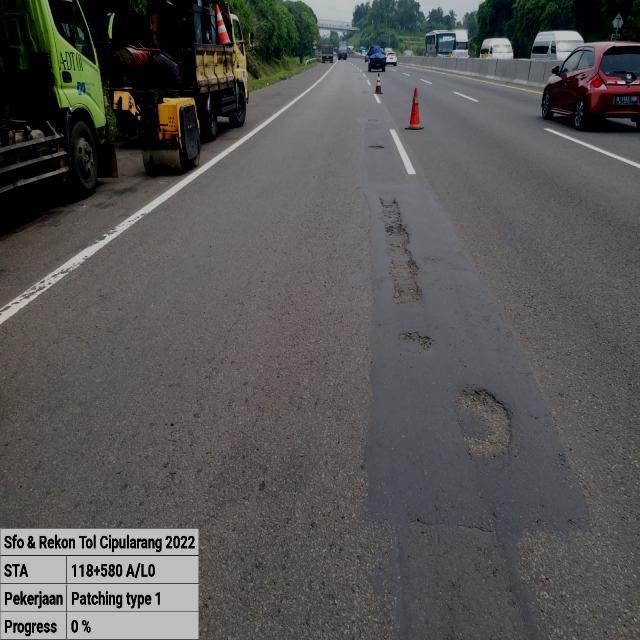 Sfo & Rekon Tol Cipularang 2022
STA 118+580 A/L0
Pekerjaan Patching type 1
Progress 0 %